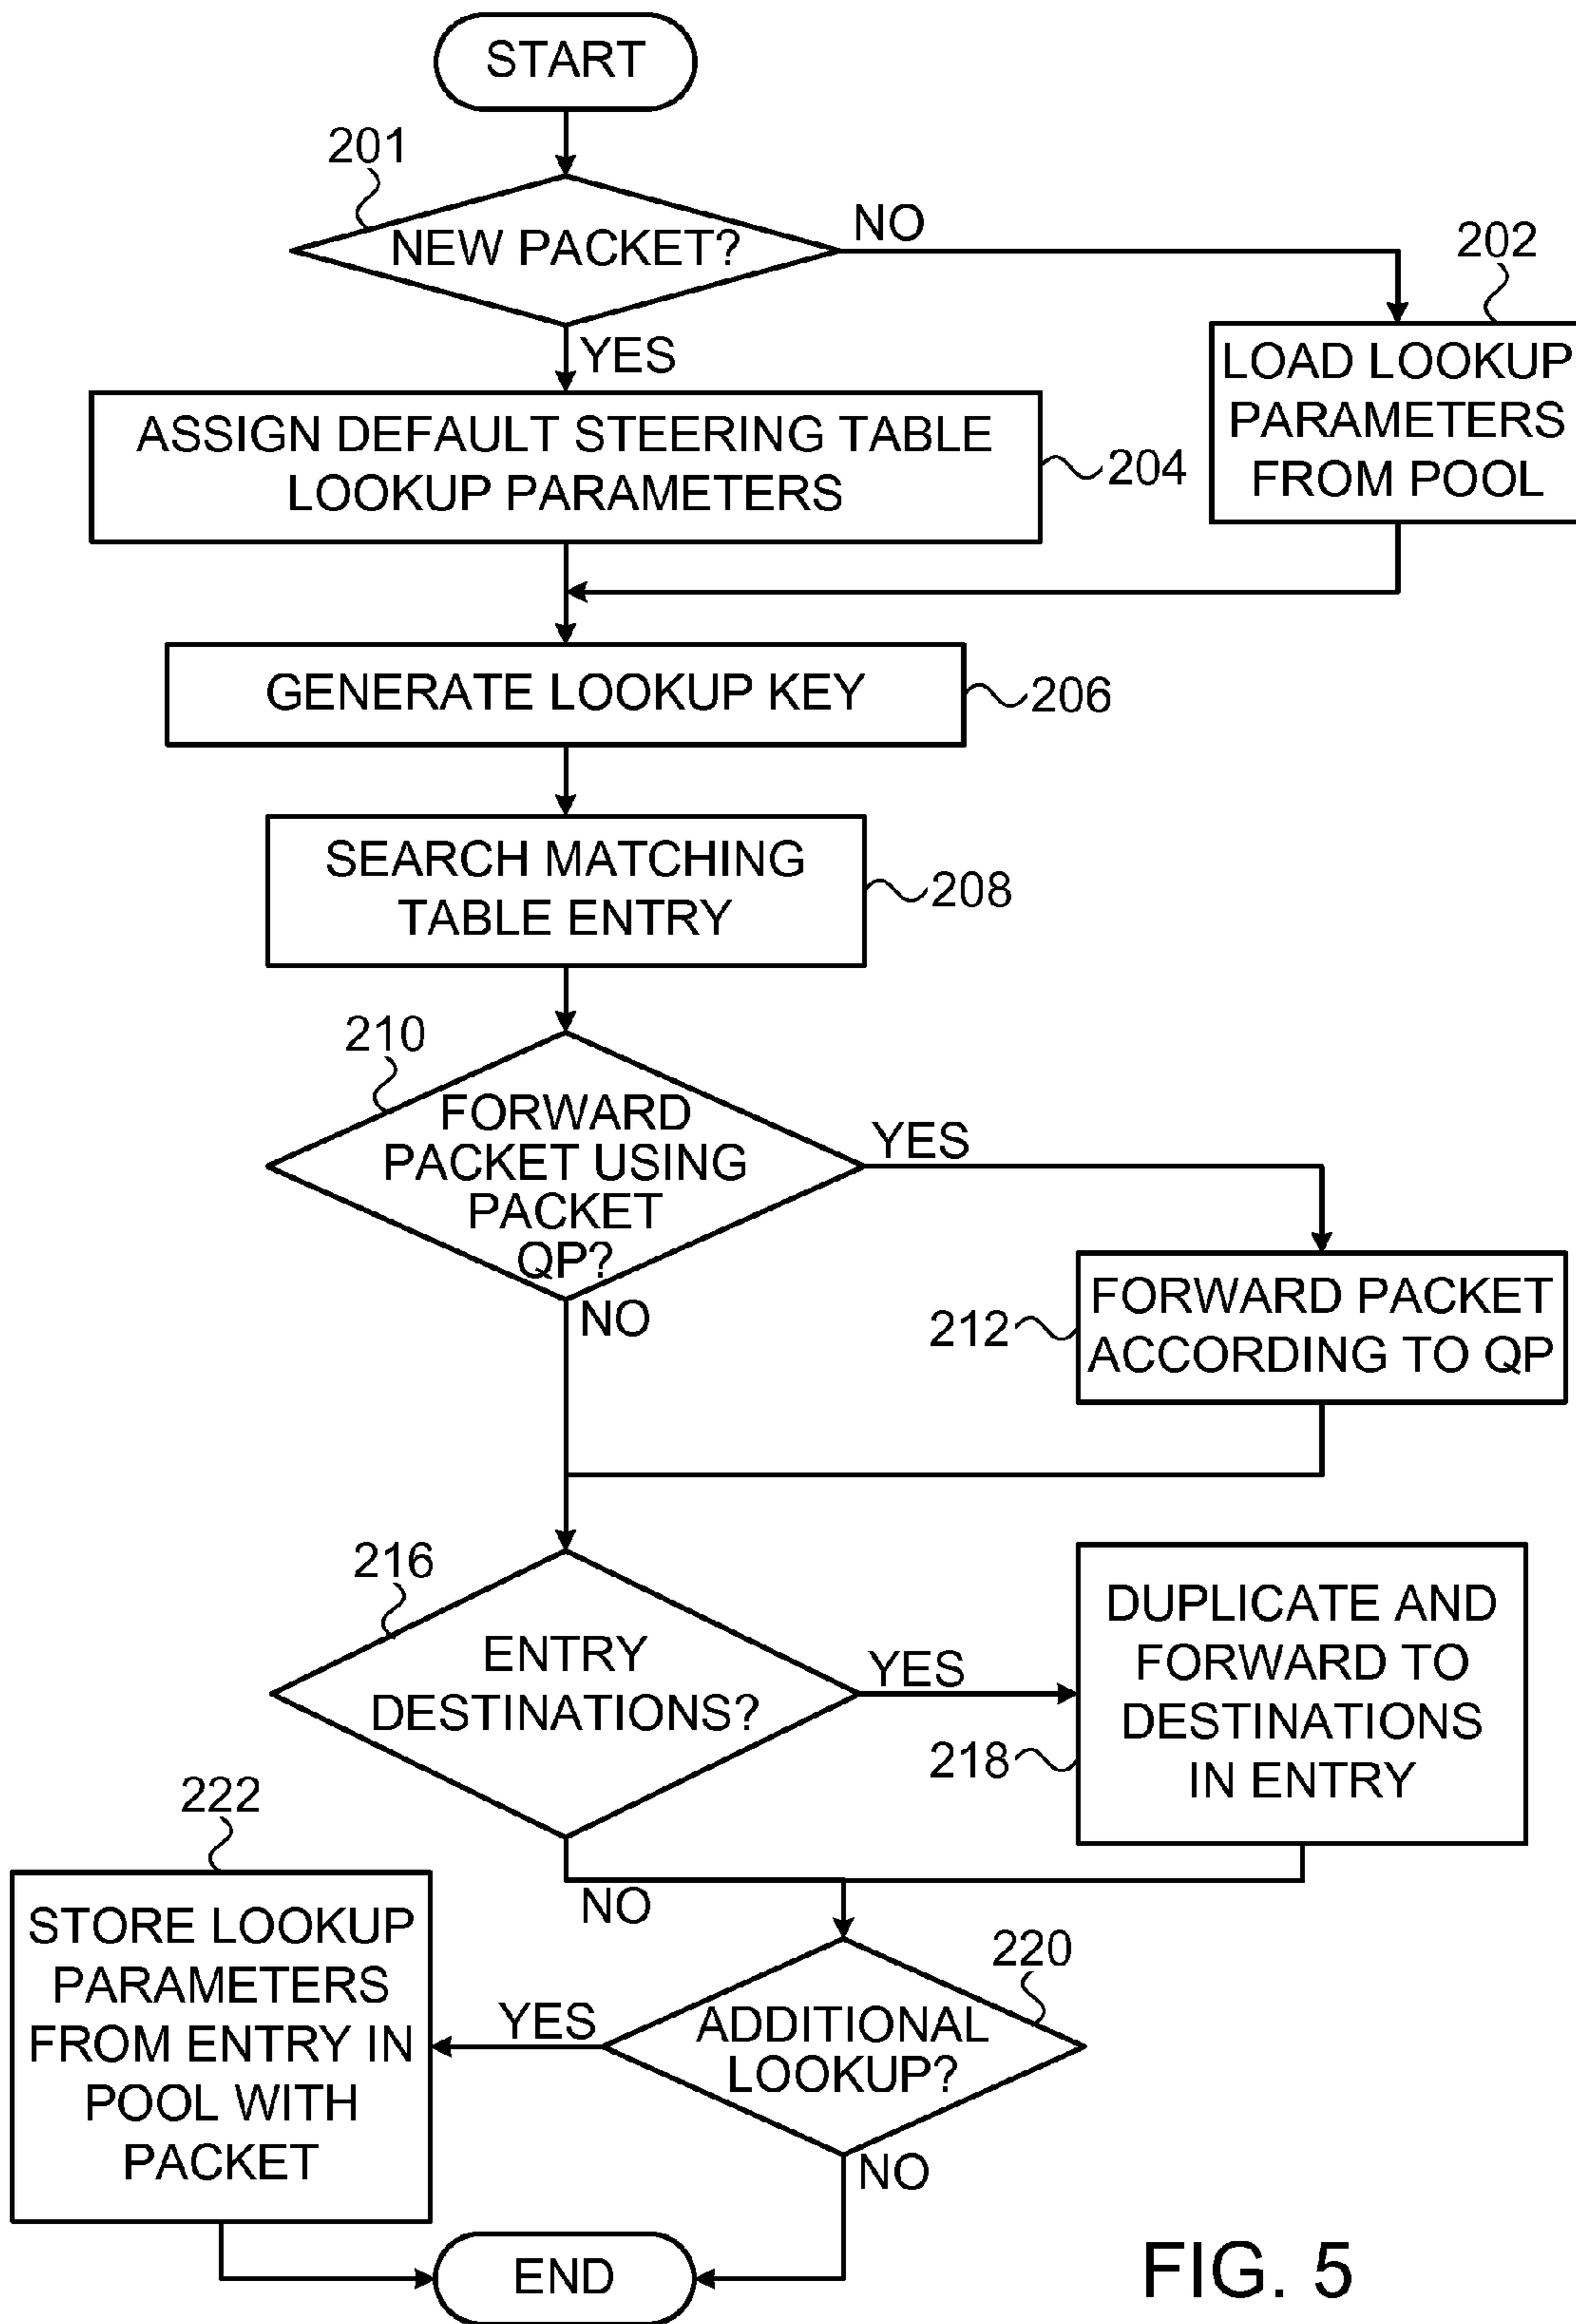 START
201
NEW PACKET?
NO
202
YES
LOAD LOOKUP
PARAMETERS
FROM POOL
ASSIGN DEFAULT STEERING TABLE
LOOKUP PARAMETERS
204
GENERATE LOOKUP KEY
206
SEARCH MATCHING
TABLE ENTRY
208
210
FORWARD
PACKET USING
PACKET
QP?
YES
NO
212
FORWARD PACKET
ACCORDING TO QP
216
ENTRY
DESTINATIONS?
YES
DUPLICATE AND
FORWARD TO
DESTINATIONS
IN ENTRY
218
NO
222
STORE LOOKUP
PARAMETERS
FROM ENTRY IN
POOL WITH
PACKET
YES
220
ADDITIONAL
LOOKUP?
NO
END
FIG. 5